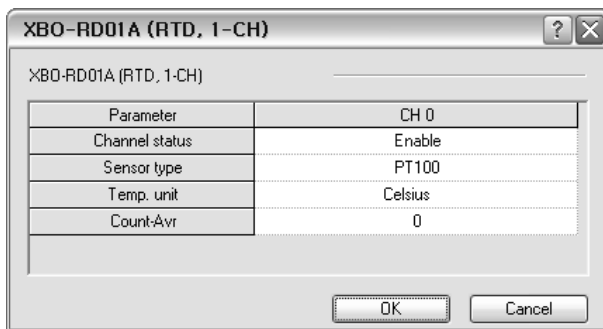 XBO-RD01A (RTD, 1-CH)
XBO-RD01A (RTD, 1-CH)
Parameter CH 0
Channel status Enable
Sensor type PT100
Temp. unit Celsius
Count-Avr 0
OK Cancel